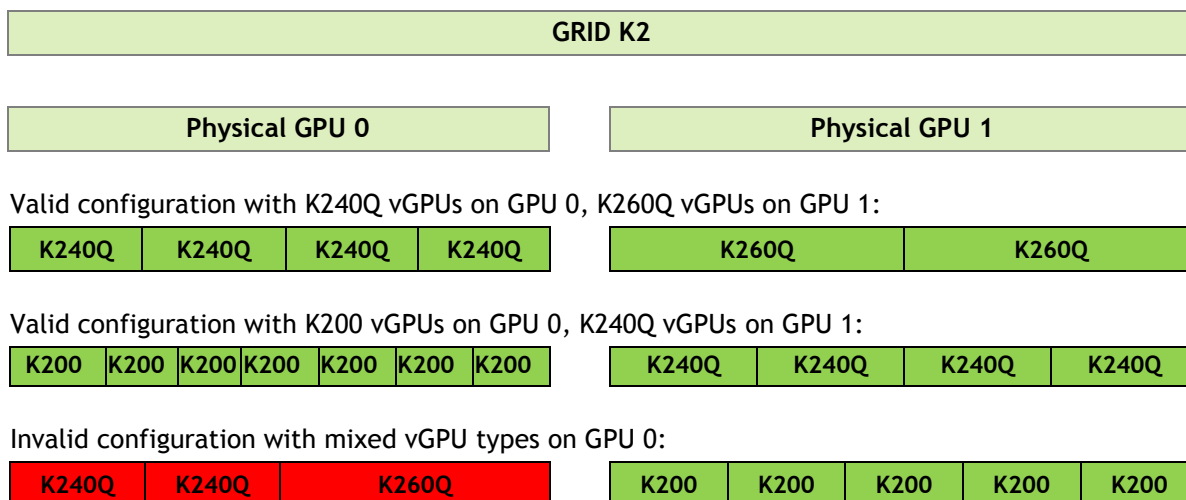 GRID K2
Physical GPU 0 Physical GPU 1
Valid configuration with K240Q vGPUs on GPU 0, K260Q vGPUs on GPU 1:
K240Q K240Q K240Q K240Q K260Q K260Q
Valid configuration with K200 vGPUs on GPU 0, K240Q vGPUs on GPU 1:
K200 K200 K200 K200 K200 K200 K200 K240Q K240Q K240Q K240Q
Invalid configuration with mixed vGPU types on GPU 0:
K240Q K240Q K260Q K200 K200 K200 K200 K200